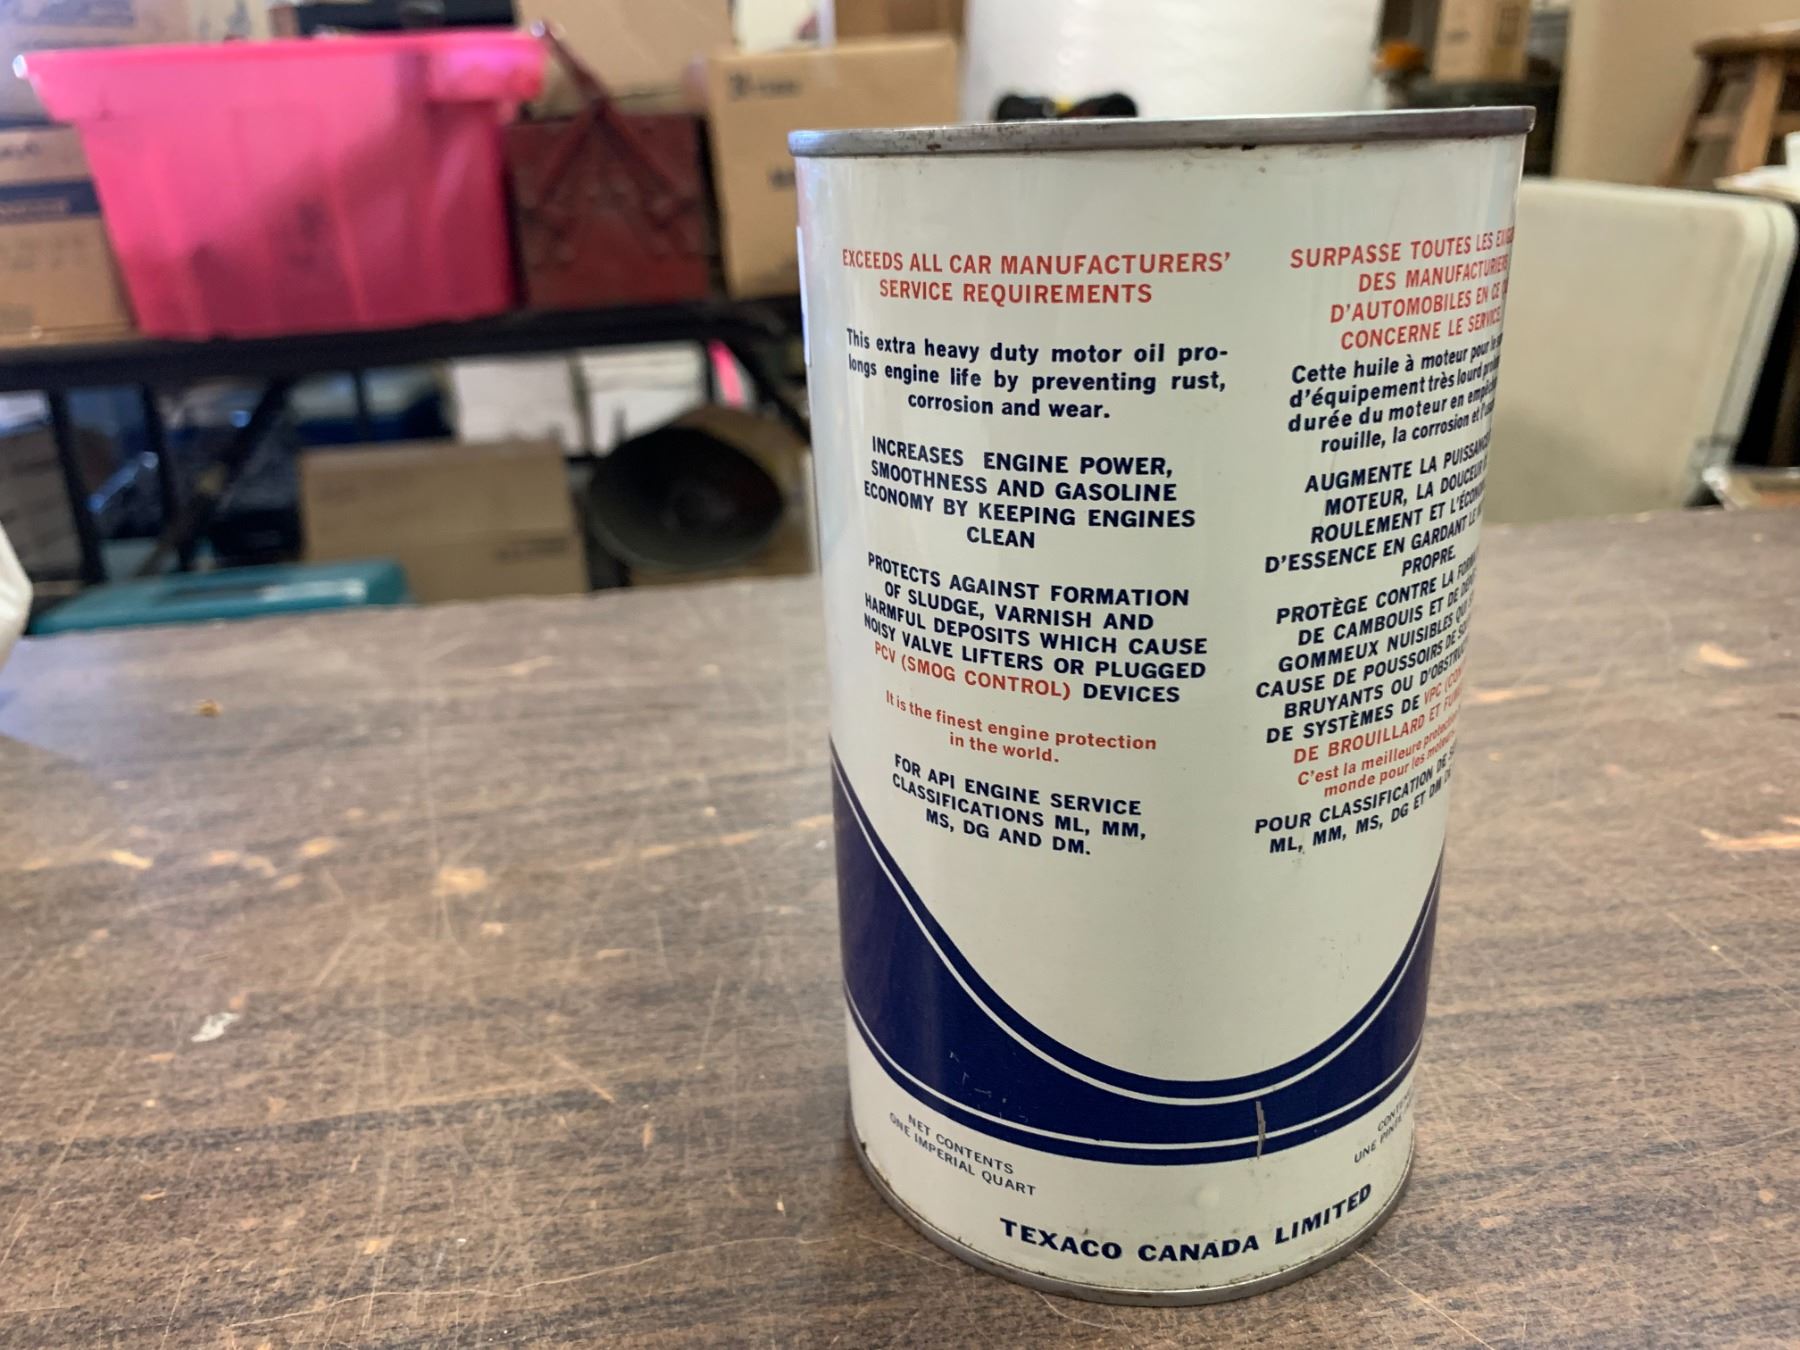 EXCEEDS ALL CAR MANUFACTURERS'
SERVICE REQUIREMENTS
This extra heavy duty motor oil pro-
longs engine life by preventing rust,
corrosion and wear.
INCREASES ENGINE POWER,
SMOOTHNESS AND GASOLINE
ECONOMY BY KEEPING ENGINES
CLEAN
PROTECTS AGAINST FORMATION
OF SLUDGE, VARNISH AND
HARMFUL DEPOSITS WHICH CAUSE
NOISY VALVE LIFTERS OR PLUGGED
PCV (SMOG CONTROL) DEVICES
It is the finest engine protection
in the world.
FOR API ENGINE SERVICE
CLASSIFICATIONS ML, MM,
MS, DG AND DM.
NET CONTENTS
ONE IMPERIAL QUART
SURPASSE TOUTES LES
DES MANUFACTURIERS
D'AUTOMOBILES EN CE
CONCERNE LE SERVICE
Cette huile à moteur pour
d'équipement très lourd
durée du moteur en
rouille, la corrosion et
AUGMENTE LA
MOTEUR, LA DOUCEUR
ROULEMENT ET
D'ESSENCE EN GARDANT LE
PROPRE.
PROTÈGE CONTRE LA
DE CAMBOUIS ET DE
GOMMEUX NUISIBLES QUI
CAUSE DE POUSSOIRS DE
BRUYANTS OU
DE SYSTÈMES DE VPC
DE BROUILLARD ET
C'est la meilleure
monde pour les moteurs.
POUR CLASSIFICATION DE
ML, MM, MS, DG ET DM
UNE
TEXACO CANADA LIMITED